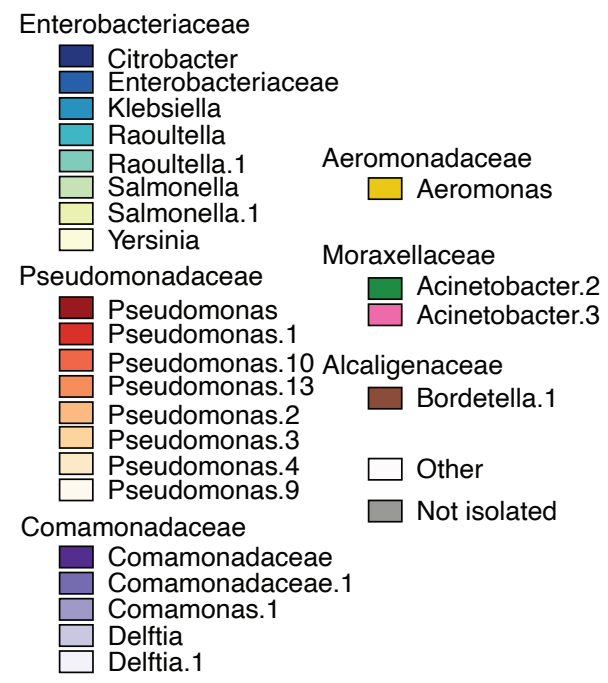 Enterobacteriaceae
Citrobacter
Enterobacteriaceae
Klebsiella
Raoultella
Raoultella.1
Salmonella
Salmonella.1
Yersinia
Pseudomonadaceae
Pseudomonas
Pseudomonas.1
Pseudomonas.10
Pseudomonas.13
Pseudomonas.2
Pseudomonas.3
Pseudomonas.4
Pseudomonas.9
Comamonadaceae
Comamonadaceae
Comamonadaceae.1
Comamonas.1
Delftia
Delftia.1
Aeromonadaceae
Aeromonas
Moraxellaceae
Acinetobacter.2
Acinetobacter.3
Alcaligenaceae
Bordetella.1
Other
Not isolated